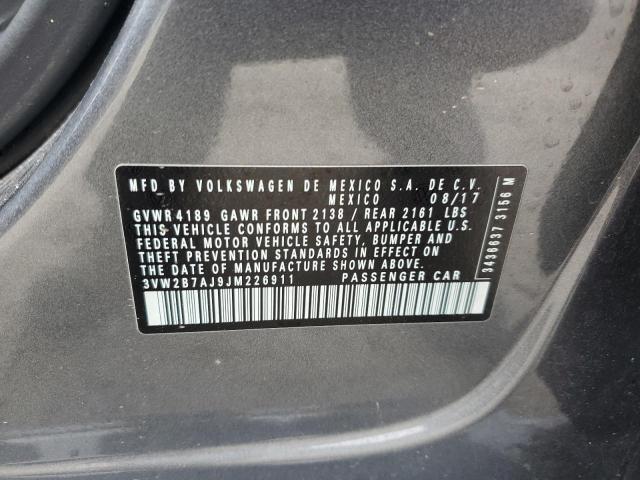 MFD BY VOLKSWAGEN DE MEXICO S.A. DE C.V.
MEXICO 08/17
GVWR 4189 GAWR FRONT 2138 / REAR 2161 LBS
THIS VEHICLE CONFORMS TO ALL APPLICABLE U.S.
FEDERAL MOTOR VEHICLE SAFETY, BUMPER AND
THEFT PREVENTION STANDARDS IN EFFECT ON THE
DATE OF MANUFACTURE SHOWN ABOVE.
3VW2B7AJ9JM226911 PASSENGER CAR
3436637 3156 M